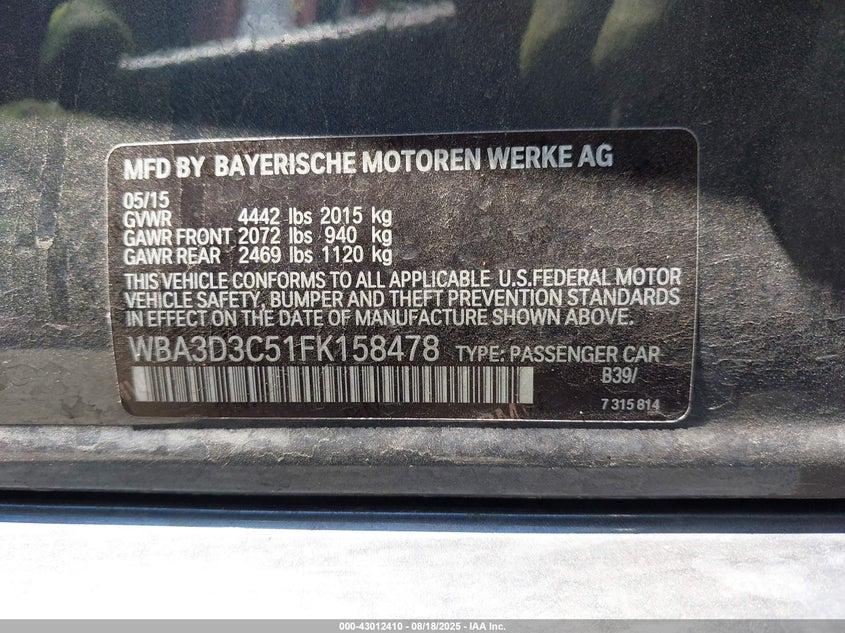 MFD BY BAYERISCHE MOTOREN WERKE AG
05/15
GVWR 4442 lbs 2015 kg
GAWR FRONT 2072 lbs 940 kg
GAWR REAR 2469 lbs 1120 kg
THIS VEHICLE CONFORMS TO ALL APPLICABLE U.S.FEDERAL MOTOR
VEHICLE SAFETY, BUMPER AND THEFT PREVENTION STANDARDS
IN EFFECT ON THE DATE OF MANUFACTURE SHOWN ABOVE.
WBA3D3C51FK158478 TYPE: PASSENGER CAR
B39/
7 315 814
000-43012410 - 08/18/2025 - IAA Inc.